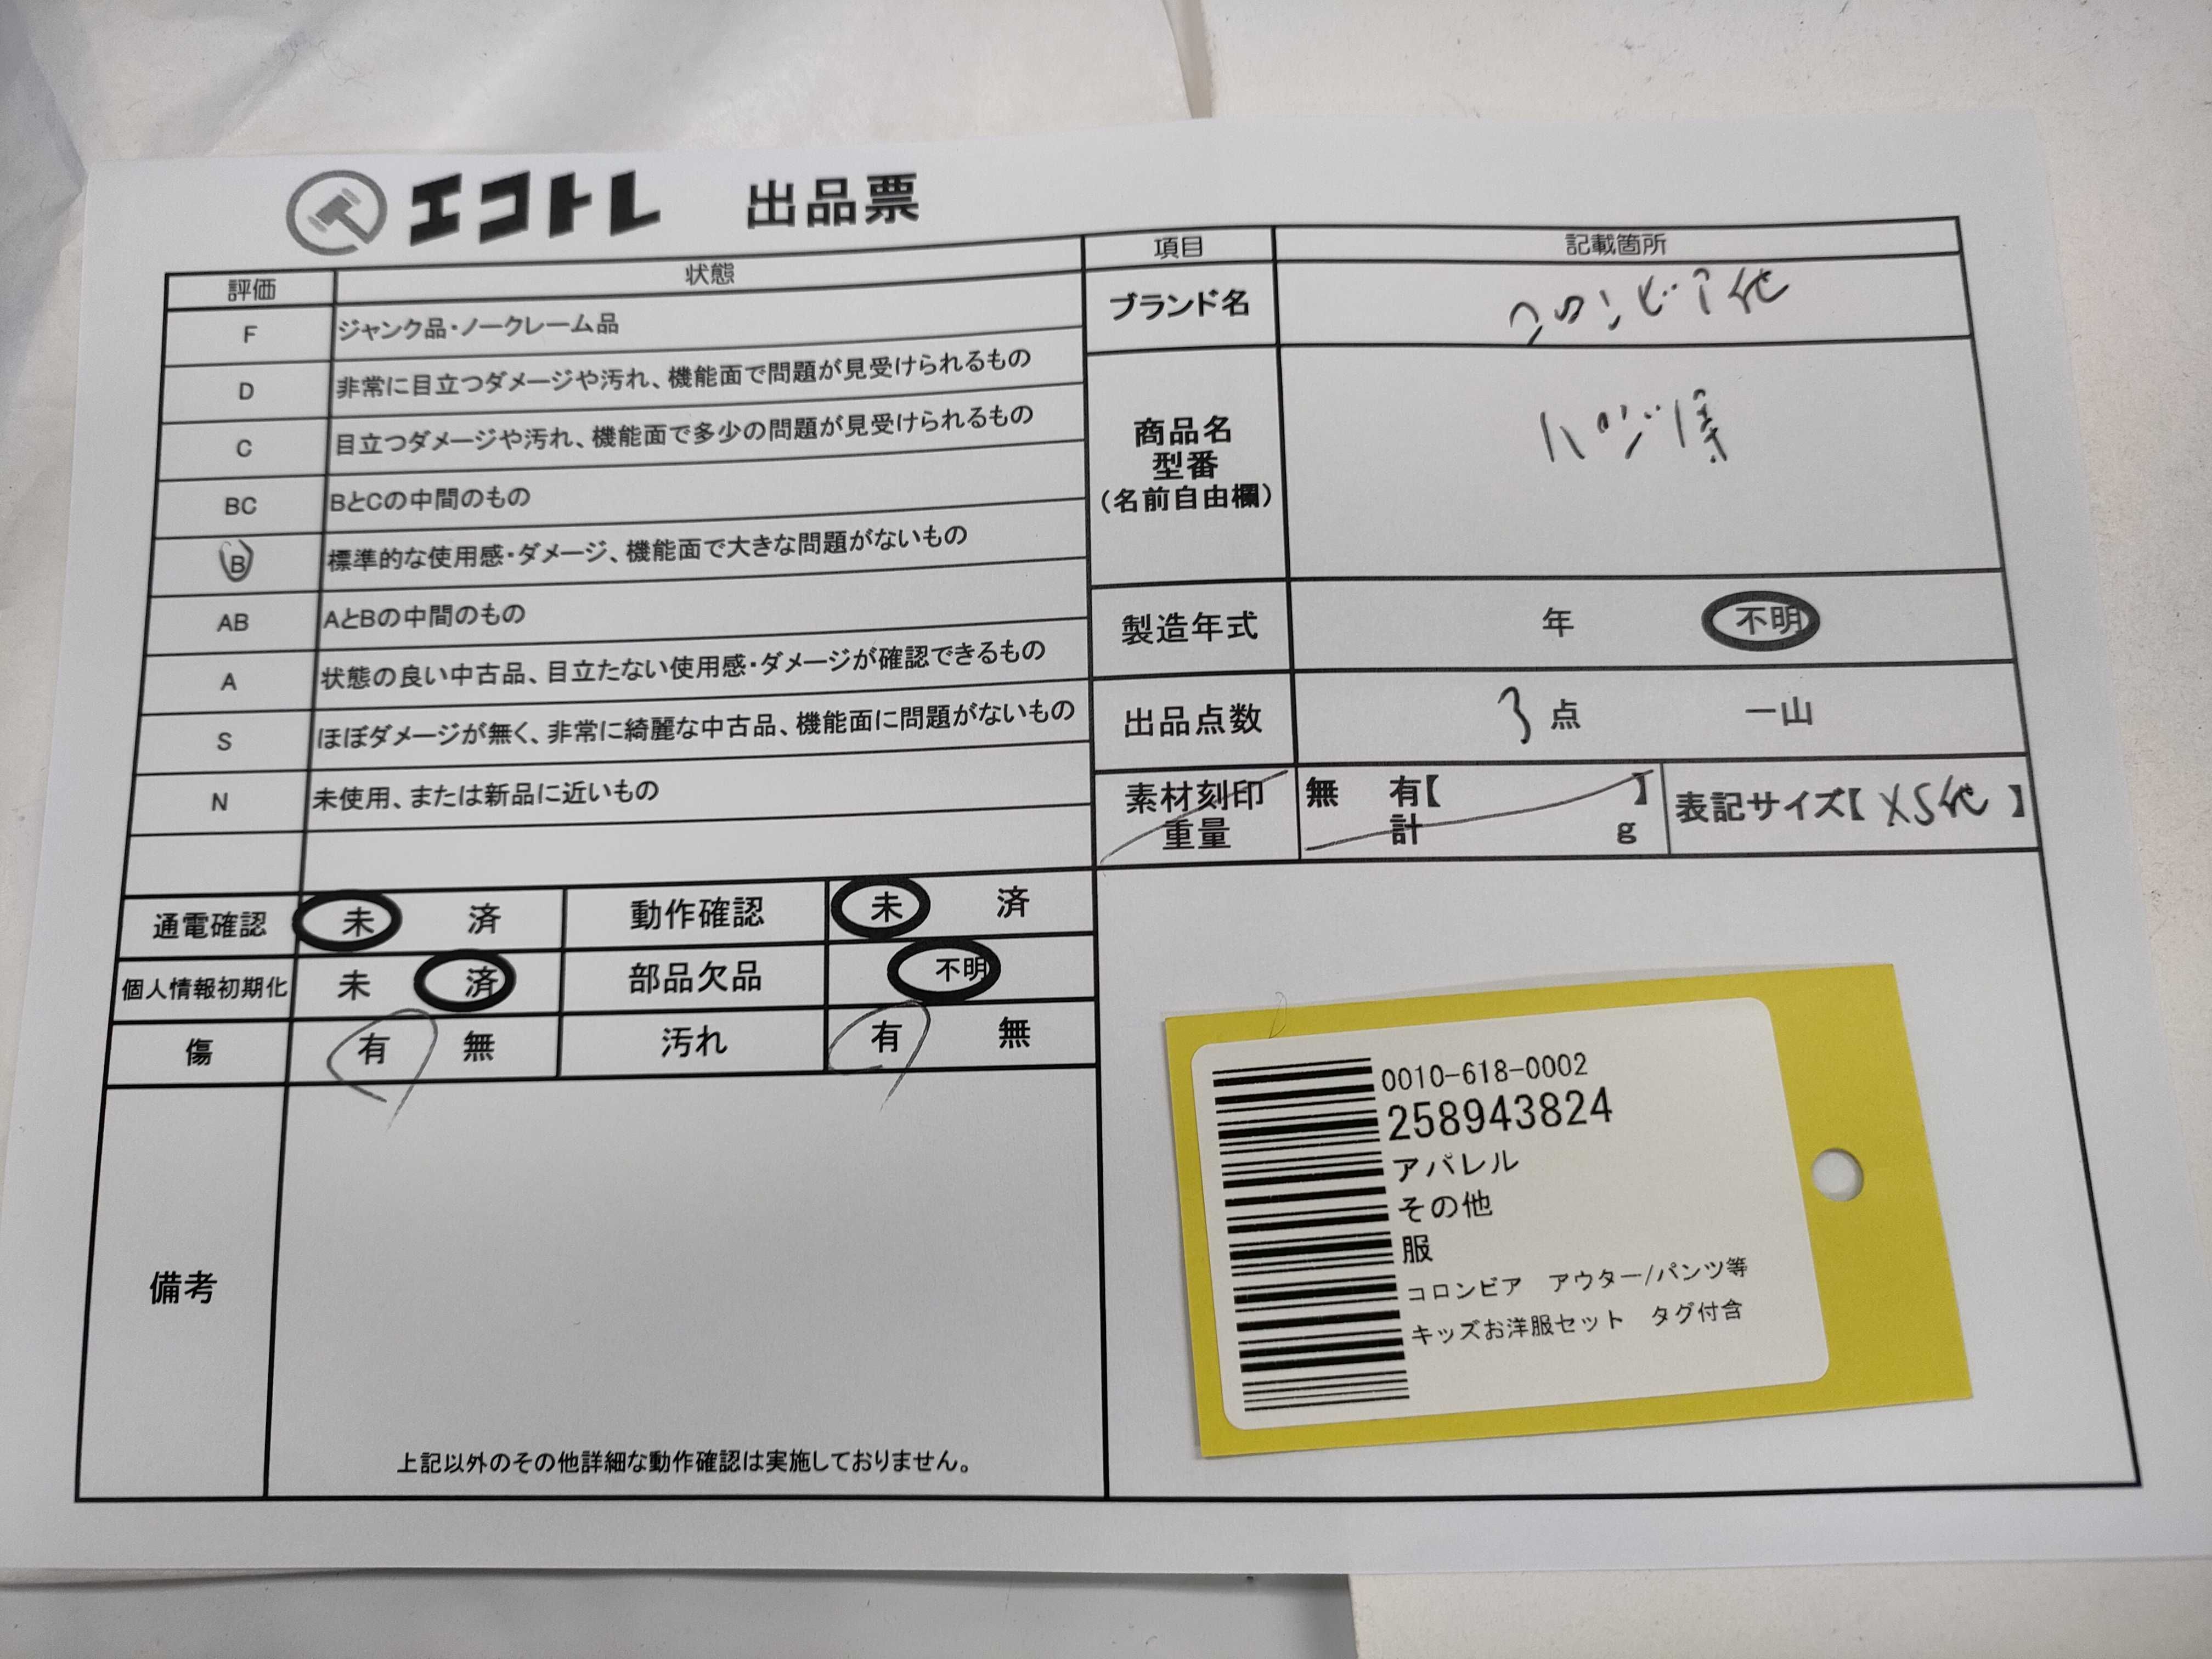 エコトレ 出品票
評価 状態
F ジャンク品・ノークレーム品
D 非常に目立つダメージや汚れ、機能面で問題が見受けられるもの
C 目立つダメージや汚れ、機能面で多少の問題が見受けられるもの
BC BとCの中間のもの
B 標準的な使用感・ダメージ、機能面で大きな問題がないもの
AB AとBの中間のもの
A 状態の良い中古品、目立たない使用感・ダメージが確認できるもの
S ほぼダメージが無く、非常に綺麗な中古品、機能面に問題がないもの
N 未使用、または新品に近いもの
通電確認 未 済 動作確認 未 済
個人情報初期化 未 済 部品欠品 不明
傷 有 無 汚れ 有 無
備考
上記以外のその他詳細な動作確認は実施しておりません。
項目 記載箇所
ブランド名 コロンビア他
商品名
型番
(名前自由欄)
製造年式 年 不明
出品点数 3 点 一山
素材刻印 無 有【 】
重量 計 g
表記サイズ【 XS他 】
0010-618-0002
258943824
アパレル
その他
服
コロンビア アウター/パンツ等
キッズお洋服セット タグ付含